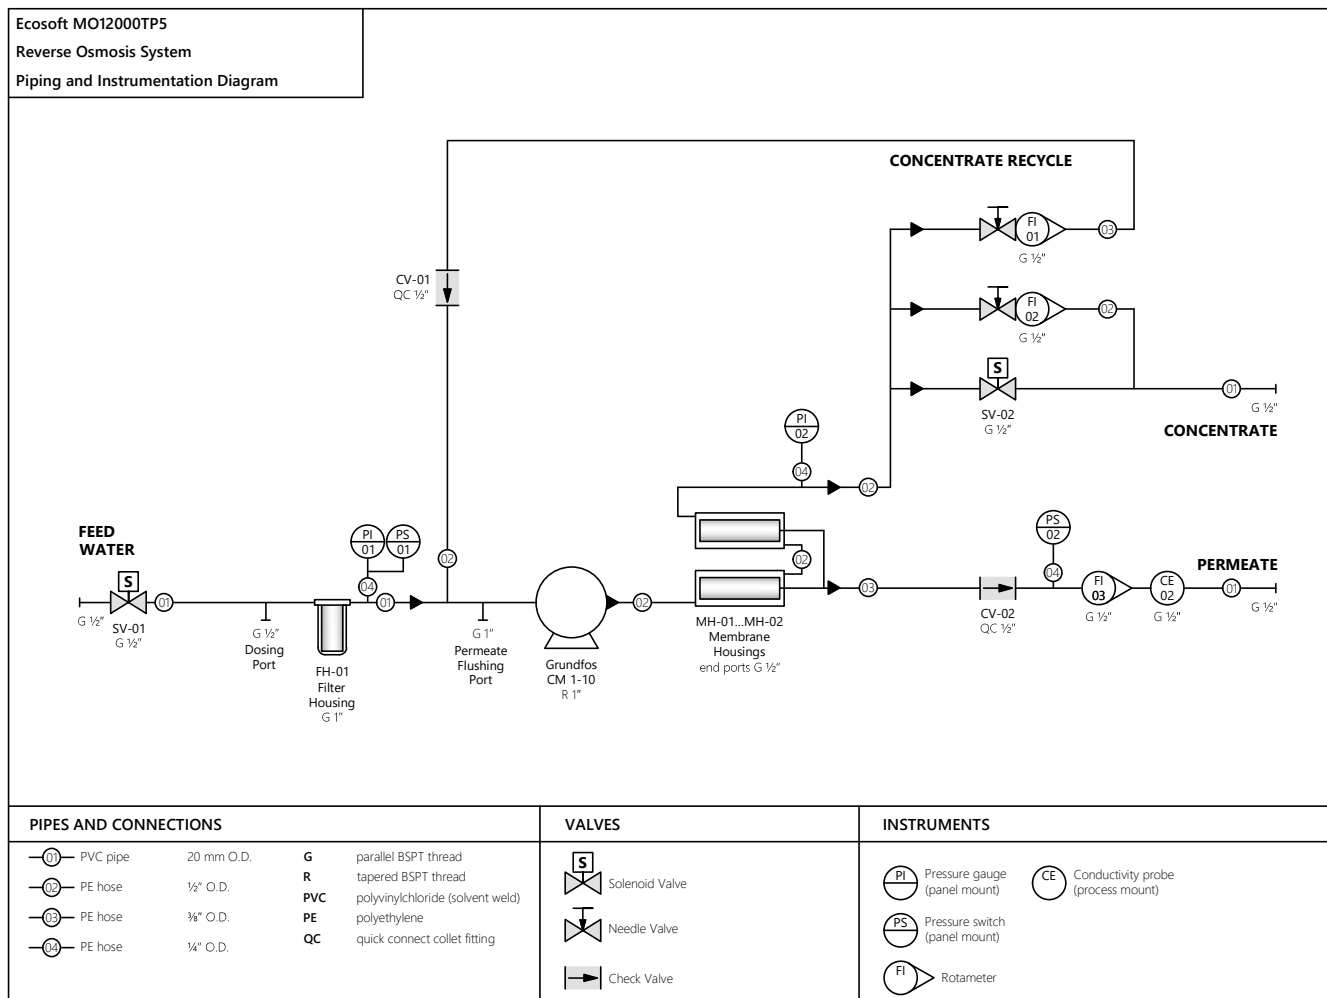 Ecosoft MO12000TP5
Reverse Osmosis System
Piping and Instrumentation Diagram
CONCENTRATE RECYCLE
FI
01
03
G ½"
CV-01
QC ½"
FI
02
02
G ½"
S
SV-02
G ½"
01
G ½"
CONCENTRATE
PI
02
04
02
FEED
WATER
S
G ½"
SV-01
G ½"
01
G ½"
Dosing
Port
PI
01
PS
01
04
01
FH-01
Filter
Housing
G 1"
02
G 1"
Permeate
Flushing
Port
Grundfos
CM 1-10
R 1"
02
02
MH-01...MH-02
Membrane
Housings
end ports G ½"
03
CV-02
QC ½"
PS
02
04
FI
03
G ½"
CE
02
G ½"
PERMEATE
01
G ½"
PIPES AND CONNECTIONS
01 PVC pipe 20 mm O.D.
02 PE hose ½" O.D.
03 PE hose ⅜" O.D.
04 PE hose ¼" O.D.
G parallel BSPT thread
R tapered BSPT thread
PVC polyvinylchloride (solvent weld)
PE polyethylene
QC quick connect collet fitting
VALVES
S
Solenoid Valve
Needle Valve
Check Valve
INSTRUMENTS
PI
Pressure gauge
(panel mount)
PS
Pressure switch
(panel mount)
FI
Rotameter
CE
Conductivity probe
(process mount)